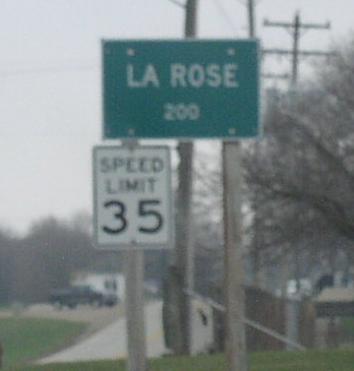 LA ROSE
200
SPEED
LIMIT
35